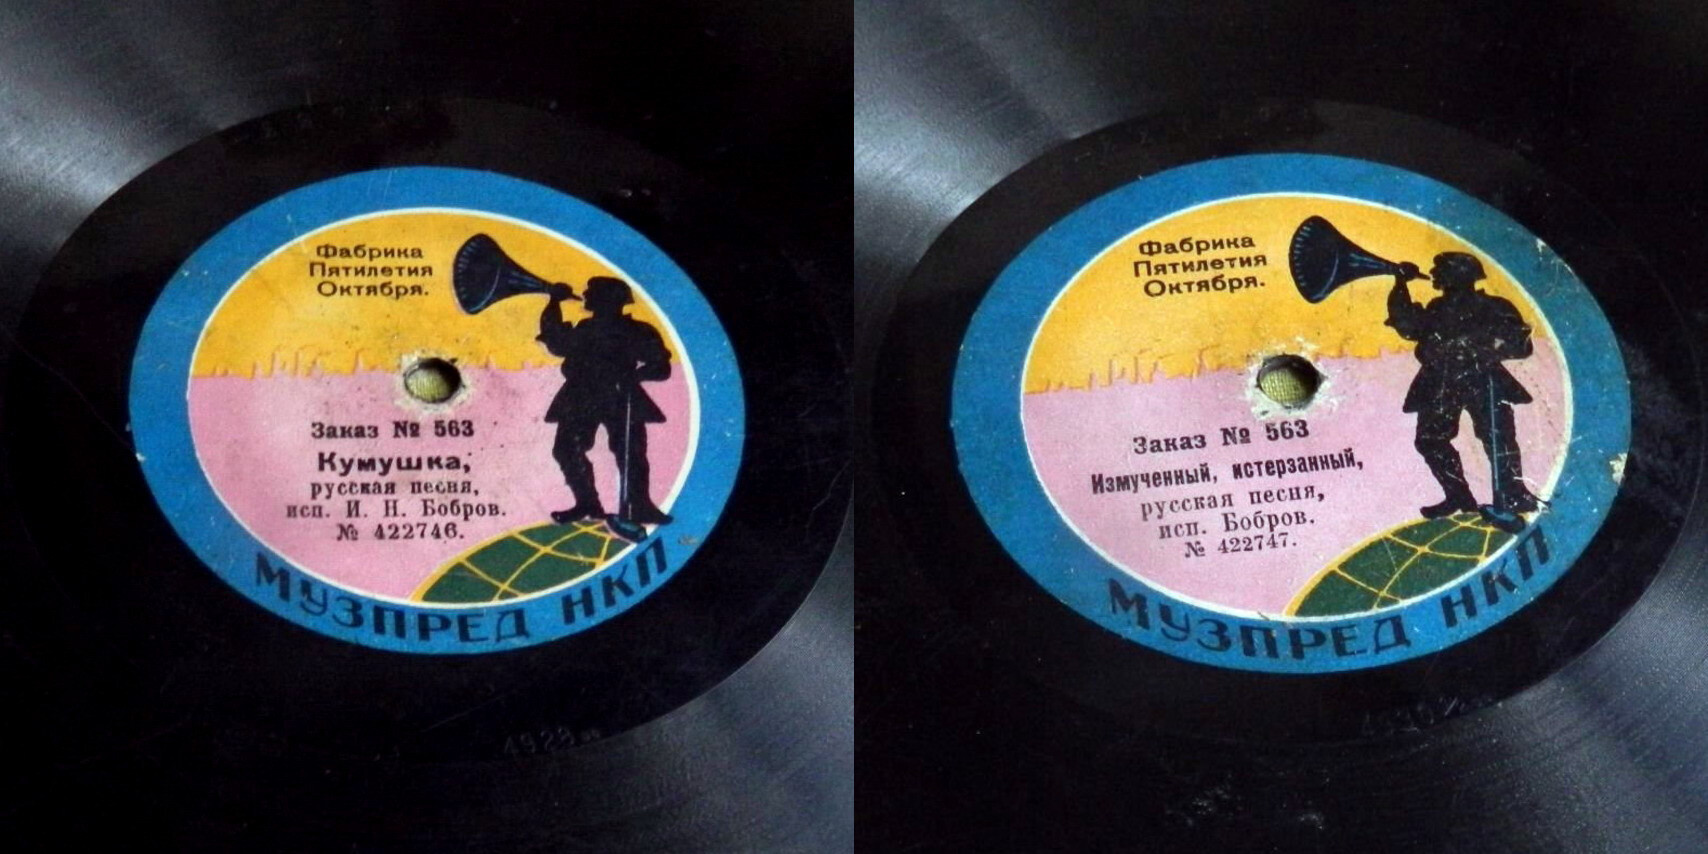 Фабрика
Пятилетия
Октября.
Заказ № 563
Кумушка,
русская песня,
исп. И. Н. Бобров.
№ 422746.
МУЗПРЕД НКП
Фабрика
Пятилетия
Октября.
Заказ № 563
Измученный, истерзанный,
русская песня,
исп. Бобров.
№ 422747.
МУЗПРЕД НКП